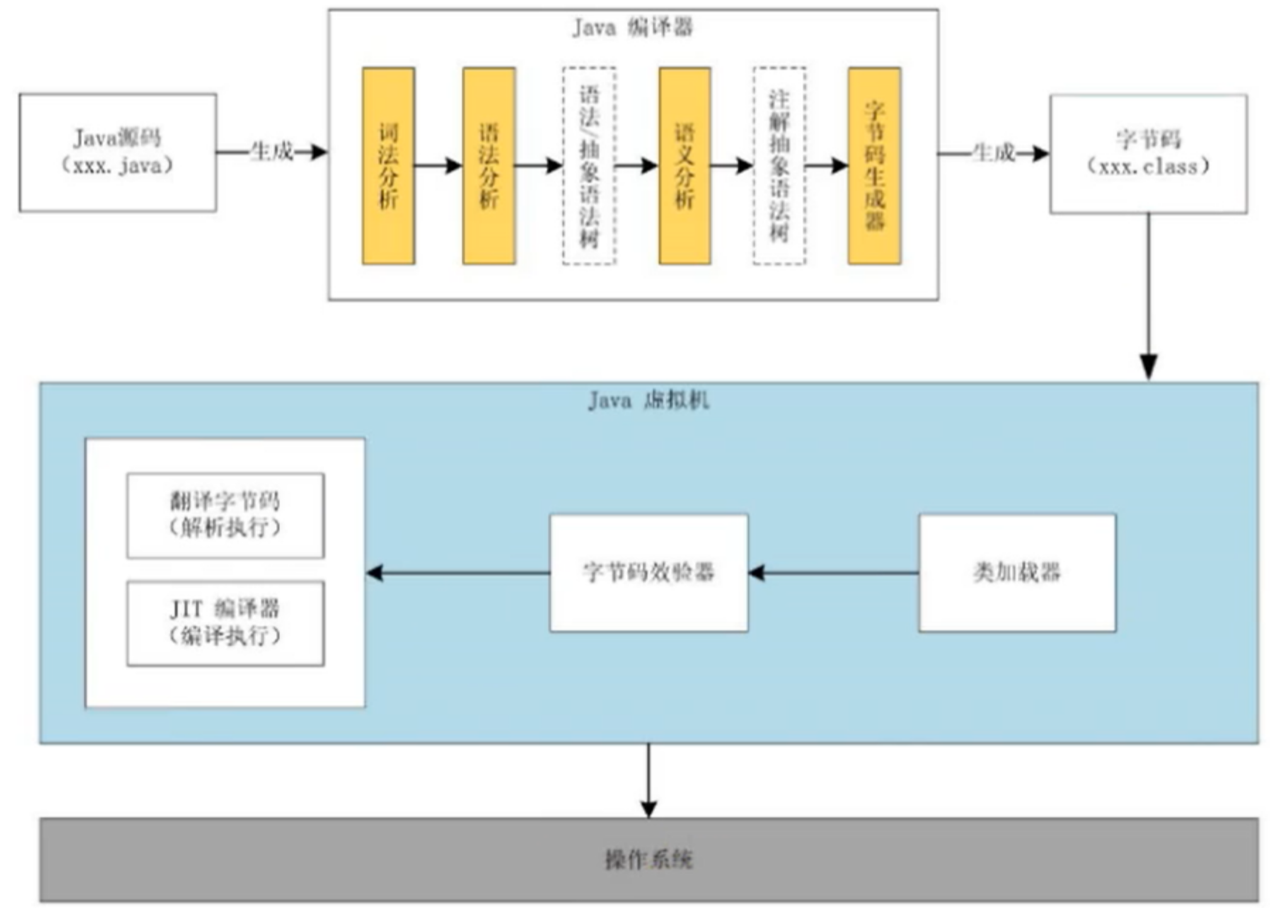 Java 编译器
Java源码
（xxx.java）
生成
词法分析
语法分析
语法/抽象语法树
语义分析
注解抽象语法树
字节码生成器
生成
字节码
（xxx.class）
Java 虚拟机
翻译字节码
（解析执行）
JIT 编译器
（编译执行）
字节码效验器
类加载器
操作系统